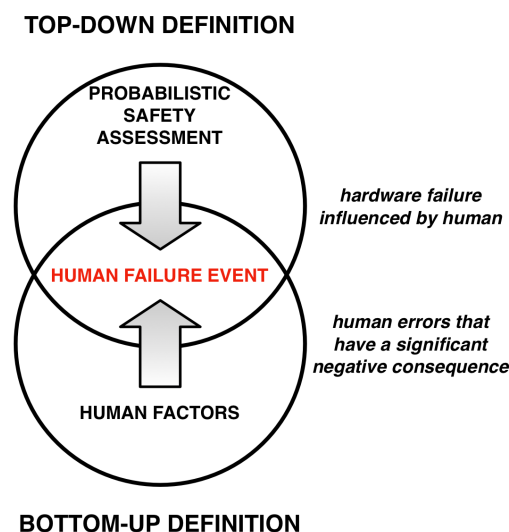 TOP-DOWN DEFINITION
PROBABILISTIC
SAFETY
ASSESSMENT
hardware failure
influenced by human
HUMAN FAILURE EVENT
human errors that
have a significant
negative consequence
HUMAN FACTORS
BOTTOM-UP DEFINITION